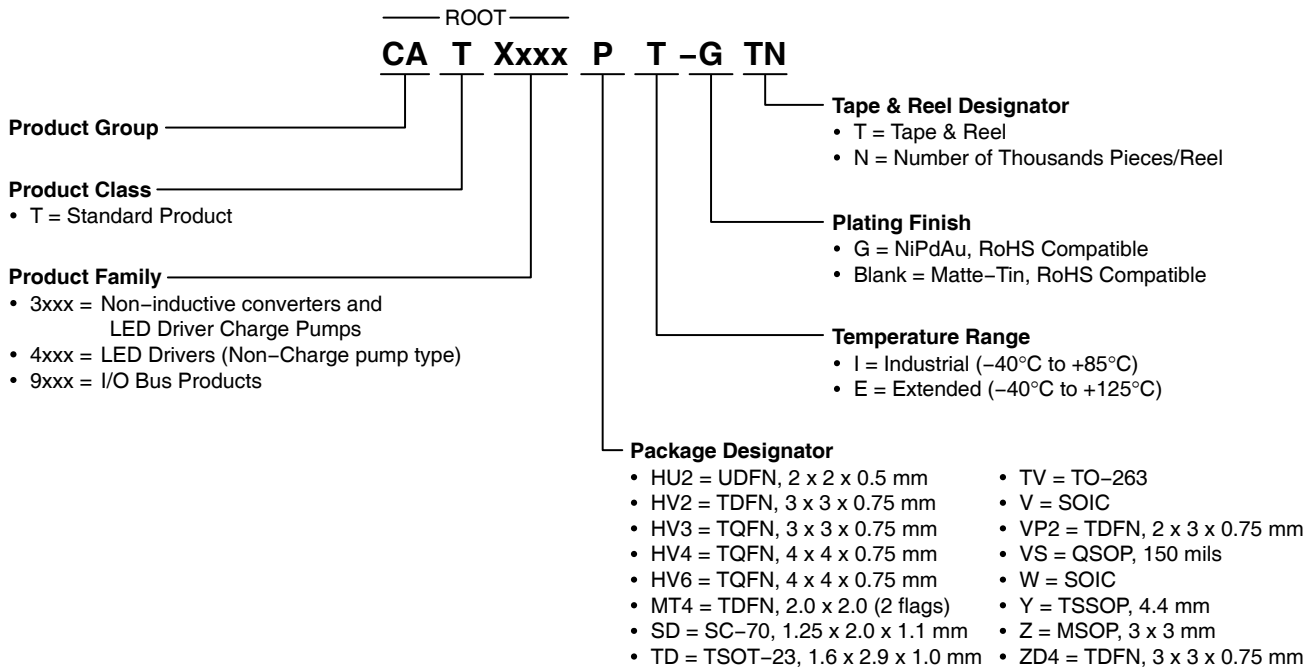 ROOT
CA T Xxxx P T –G TN
Product Group
Product Class
• T = Standard Product
Product Family
• 3xxx = Non−inductive converters and
LED Driver Charge Pumps
• 4xxx = LED Drivers (Non−Charge pump type)
• 9xxx = I/O Bus Products
Tape & Reel Designator
• T = Tape & Reel
• N = Number of Thousands Pieces/Reel
Plating Finish
• G = NiPdAu, RoHS Compatible
• Blank = Matte−Tin, RoHS Compatible
Temperature Range
• I = Industrial (−40°C to +85°C)
• E = Extended (−40°C to +125°C)
Package Designator
• HU2 = UDFN, 2 x 2 x 0.5 mm
• HV2 = TDFN, 3 x 3 x 0.75 mm
• HV3 = TQFN, 3 x 3 x 0.75 mm
• HV4 = TQFN, 4 x 4 x 0.75 mm
• HV6 = TQFN, 4 x 4 x 0.75 mm
• MT4 = TDFN, 2.0 x 2.0 (2 flags)
• SD = SC−70, 1.25 x 2.0 x 1.1 mm
• TD = TSOT−23, 1.6 x 2.9 x 1.0 mm
• TV = TO−263
• V = SOIC
• VP2 = TDFN, 2 x 3 x 0.75 mm
• VS = QSOP, 150 mils
• W = SOIC
• Y = TSSOP, 4.4 mm
• Z = MSOP, 3 x 3 mm
• ZD4 = TDFN, 3 x 3 x 0.75 mm